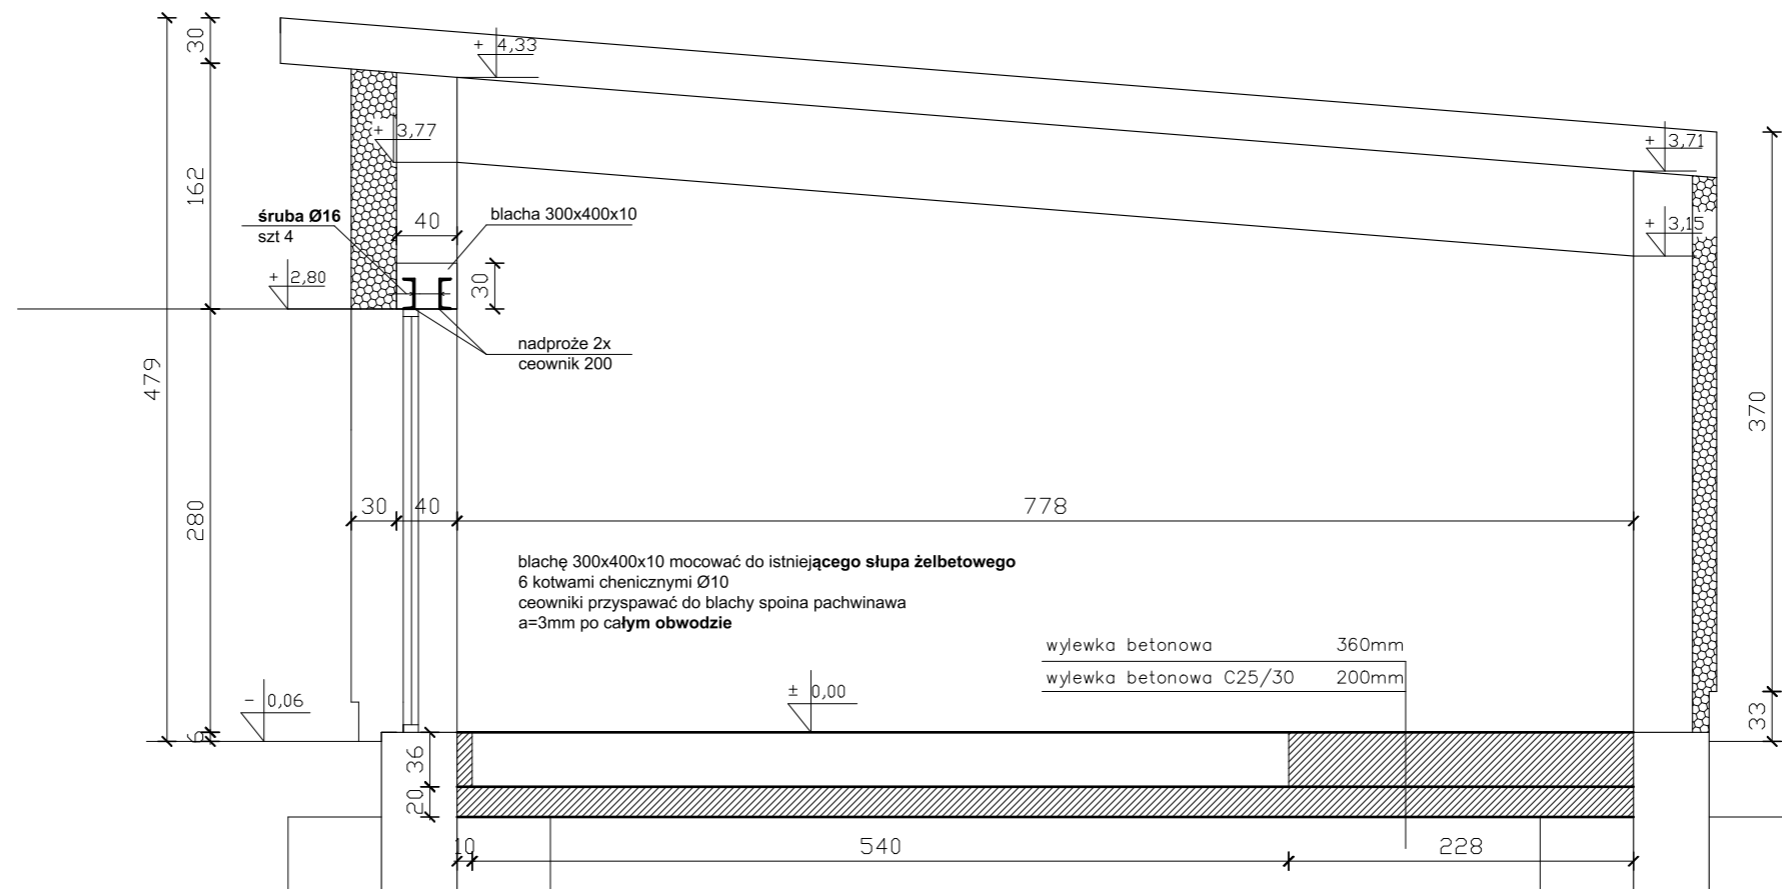 30
+ 4,33
+ 3,77
+ 3,71
162
śruba Ø16
szt 4
40
blacha 300x400x10
+ 3,15
+ 2,80
30
nadproże 2x
ceownik 200
479
370
280
30
40
778
blachę 300x400x10 mocować do istniejącego słupa żelbetowego
6 kotwami chenicznymi Ø10
ceowniki przyspawać do blachy spoina pachwinawa
a=3mm po całym obwodzie
wylewka betonowa 360mm
wylewka betonowa C25/30 200mm
- 0,06
± 0,00
33
6
36
20
10
540
228